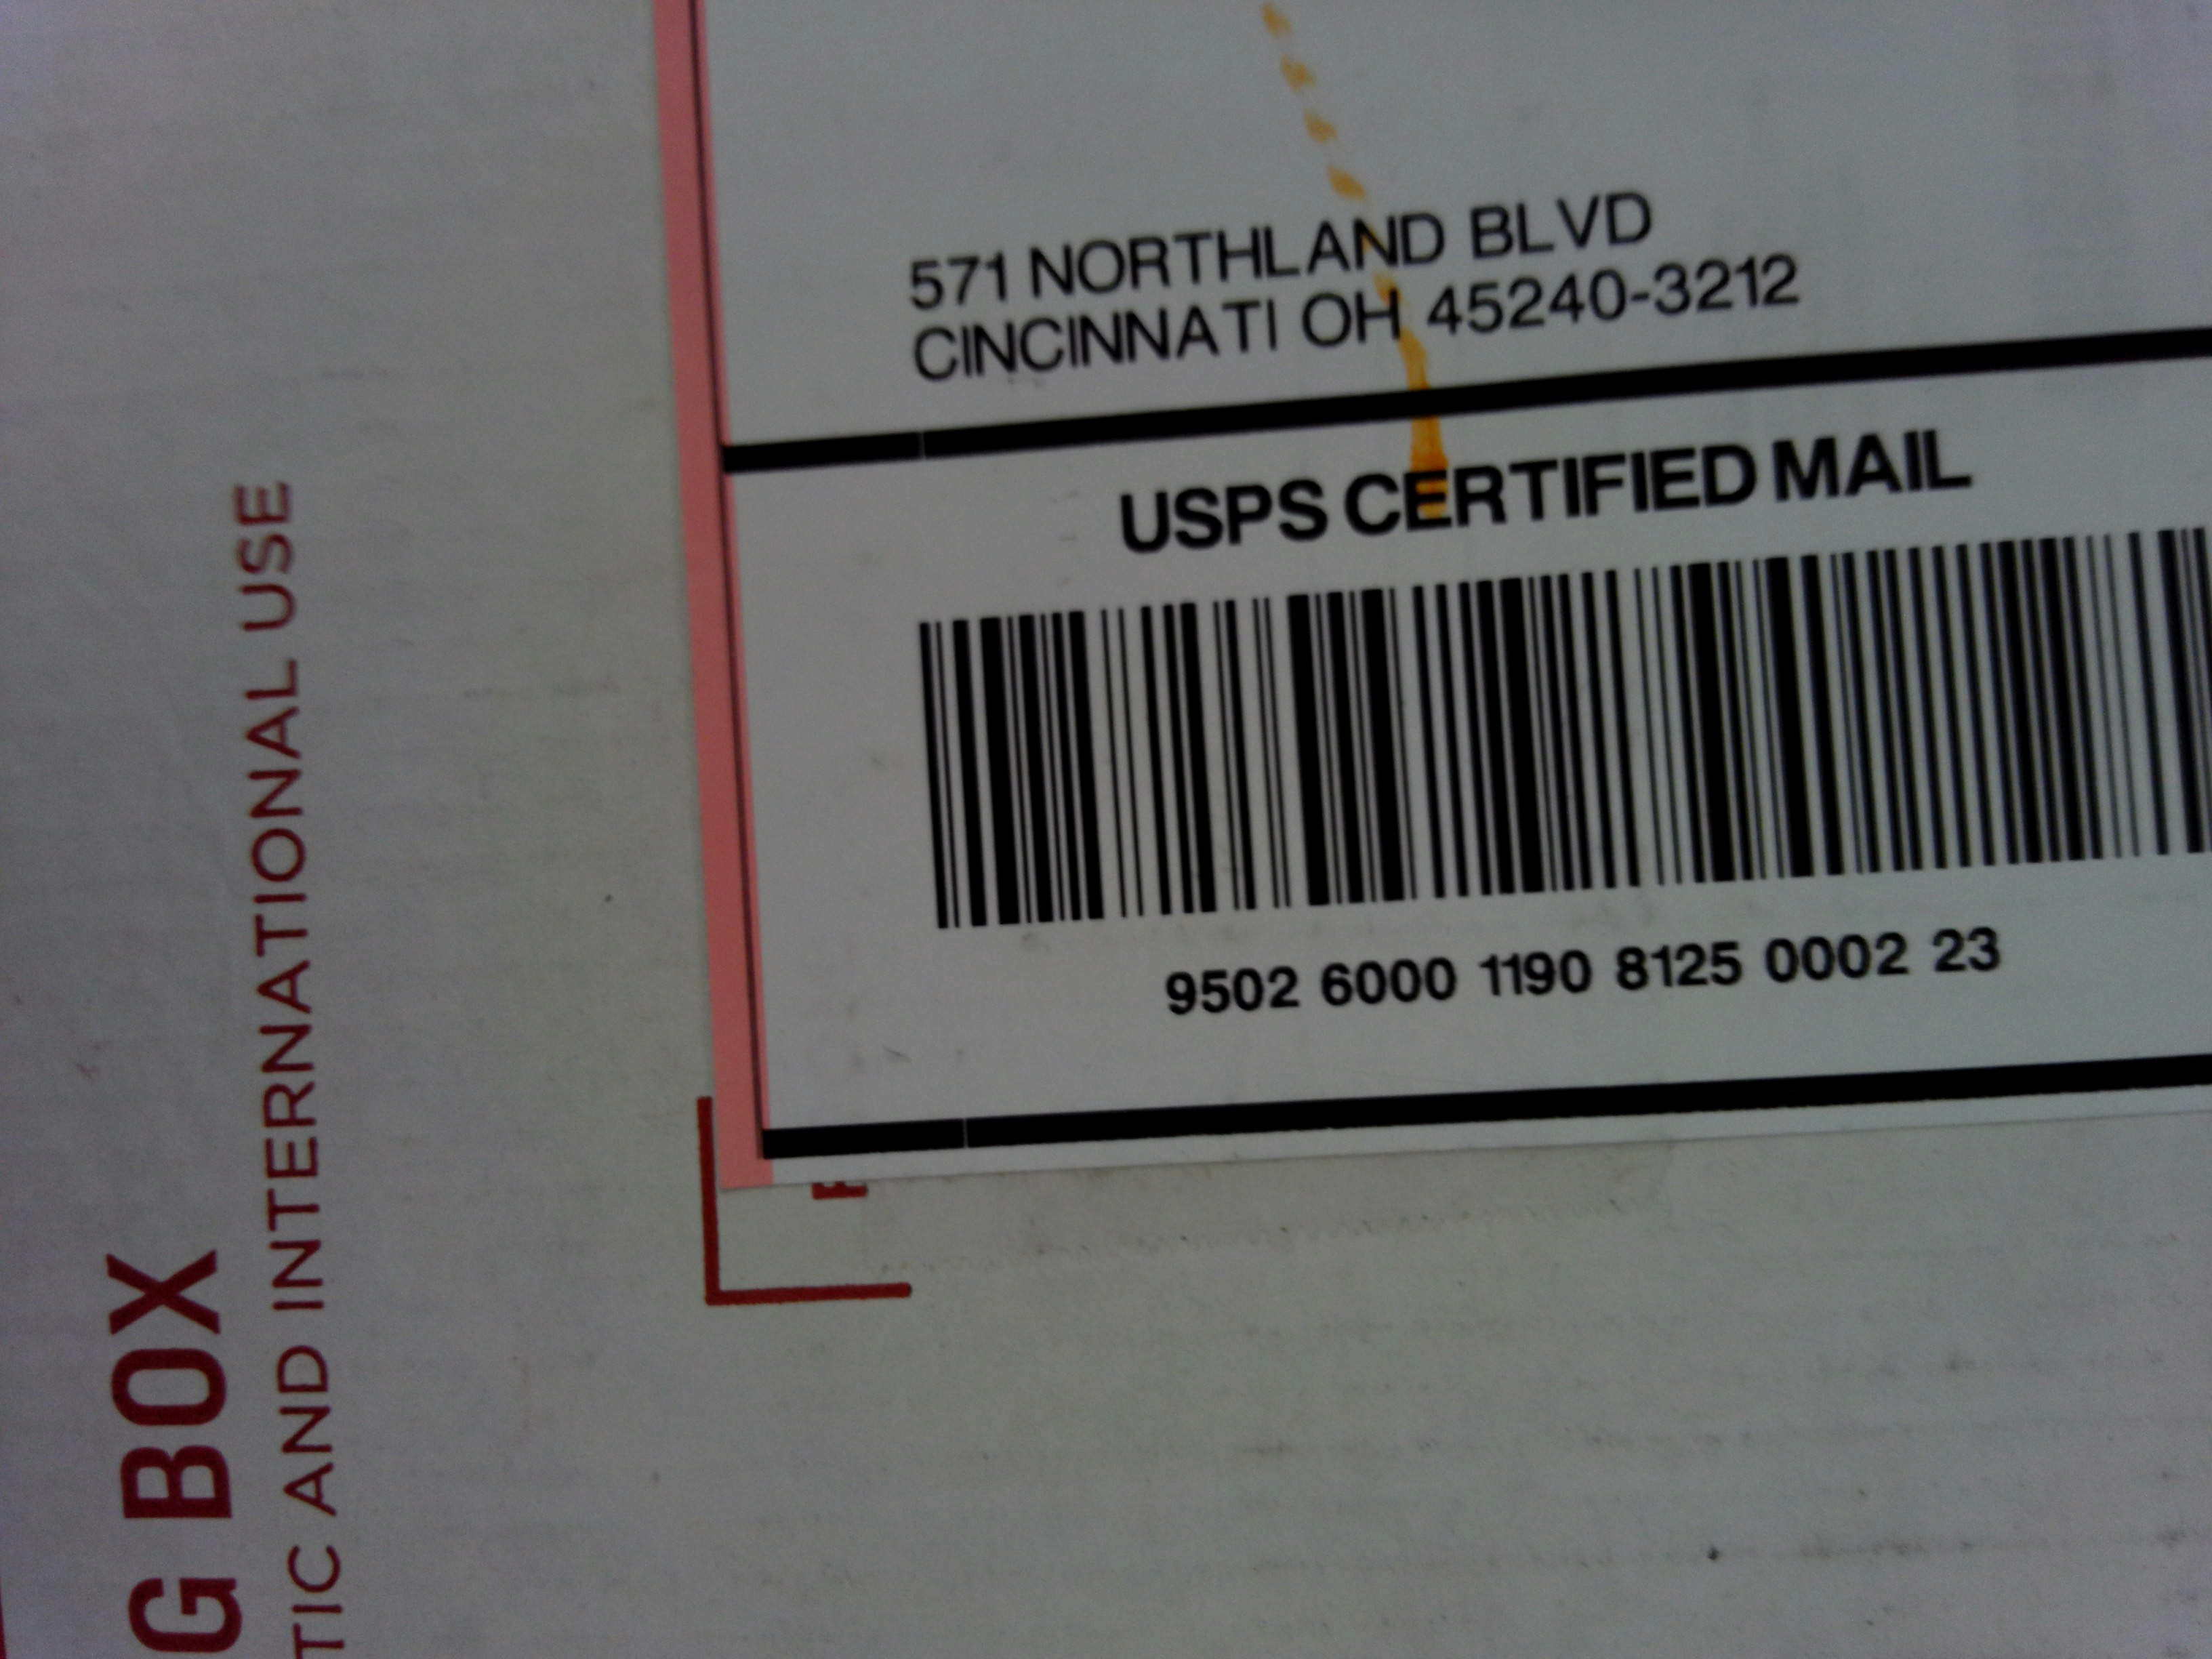 571 NORTHLAND BLVD
CINCINNATI OH 45240-3212
USPS CERTIFIED MAIL
9502 6000 1190 8125 0002 23
G BOX
TIC AND INTERNATIONAL USE